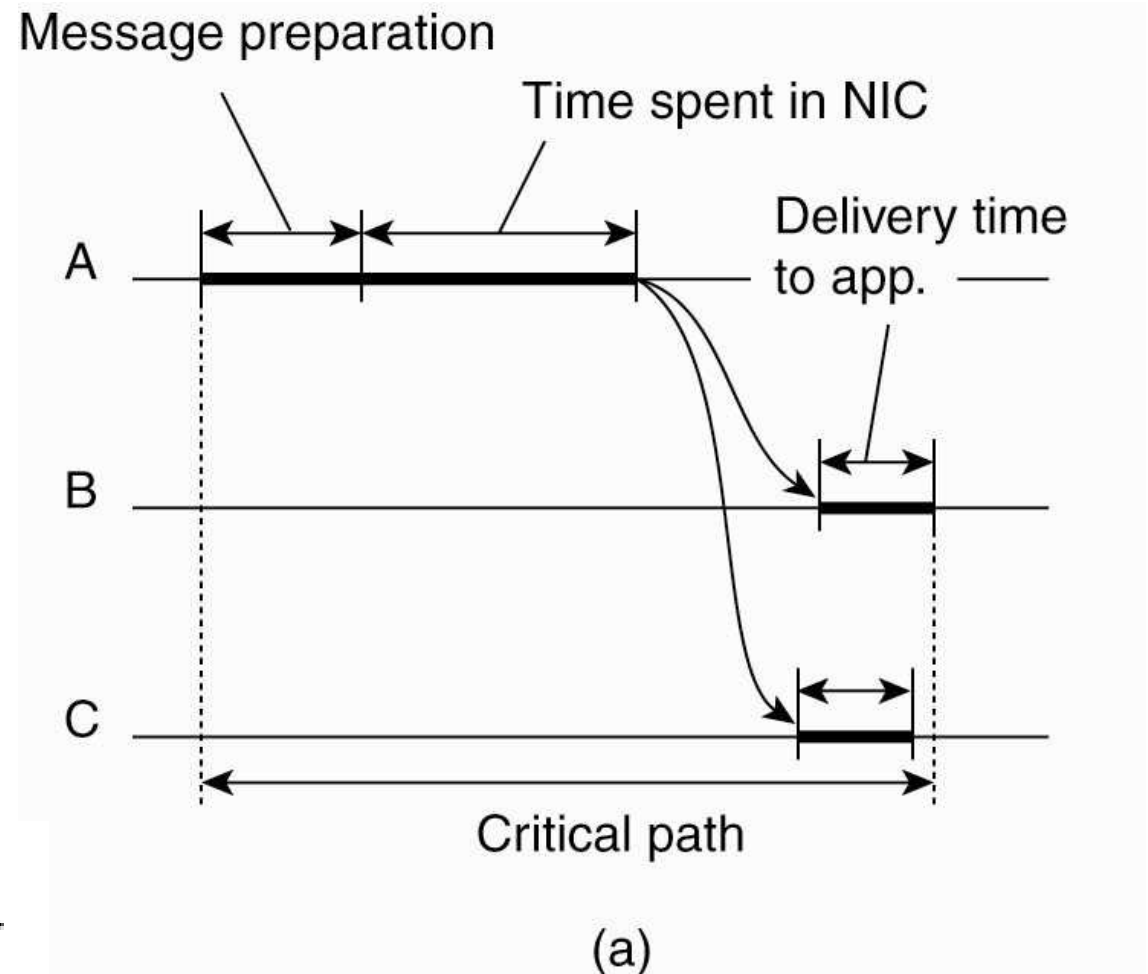 Message preparation
Time spent in NIC
Delivery time
to app.
A
B
C
Critical path
(a)